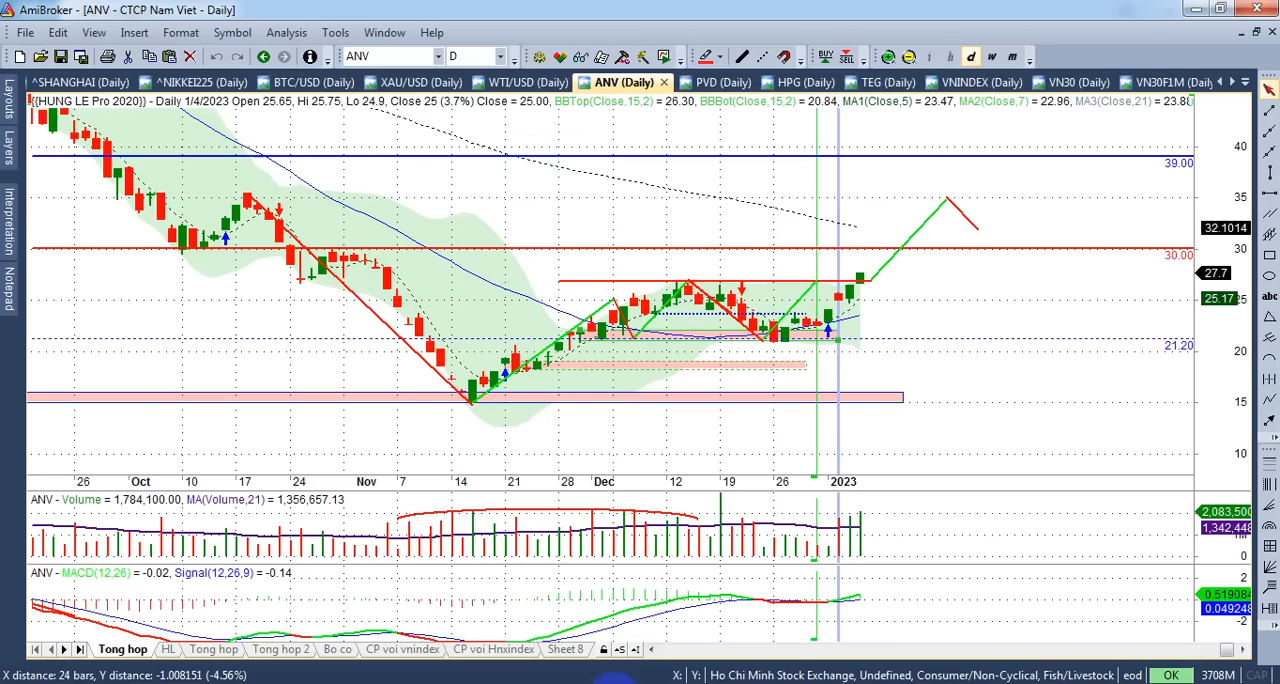 AmiBroker - [ANV - CTCP Nam Viet - Daily]
File Edit View Insert Format Symbol Analysis Tools Window Help
ANV D BUY SELL i h d w m
^SHANGHAI (Daily) ^NIKKEI225 (Daily) BTC/USD (Daily) XAU/USD (Daily) WTI/USD (Daily) ANV (Daily) PVD (Daily) HPG (Daily) TEG (Daily) VNINDEX (Daily) VN30 (Daily) VN30F1M (Daily)
Layouts
Layers
Interpretation
Notepad
{{HUNG LE Pro 2020}} - Daily 1/4/2023 Open 25.65, Hi 25.75, Lo 24.9, Close 25 (3.7%) Close = 25.00, BBTop(Close,15,2) = 26.30, BBBot(Close,15,2) = 20.84, MA1(Close,5) = 23.47, MA2(Close,7) = 22.96, MA3(Close,21) = 23.88
40
39.00
35
32.1014
30
30.00
27.7
25.17
25
21.20
20
15
10
26 Oct 10 17 24 Nov 7 14 21 28 Dec 12 19 26 2023
abc
ANV - Volume = 1,784,100.00, MA(Volume,21) = 1,356,657.13
2,083,500
1,342,448
0
ANV - MACD(12,26) = -0.02, Signal(12,26,9) = -0.14
2
0.519084
0.049248
-2
Tong hop HL Tong hop Tong hop 2 Bo co CP voi vnindex CP voi Hnxindex Sheet 8
X distance: 24 bars, Y distance: -1.008151 (-4.56%) X: Y: Ho Chi Minh Stock Exchange, Undefined, Consumer/Non-Cyclical, Fish/Livestock eod OK 3708M CAP